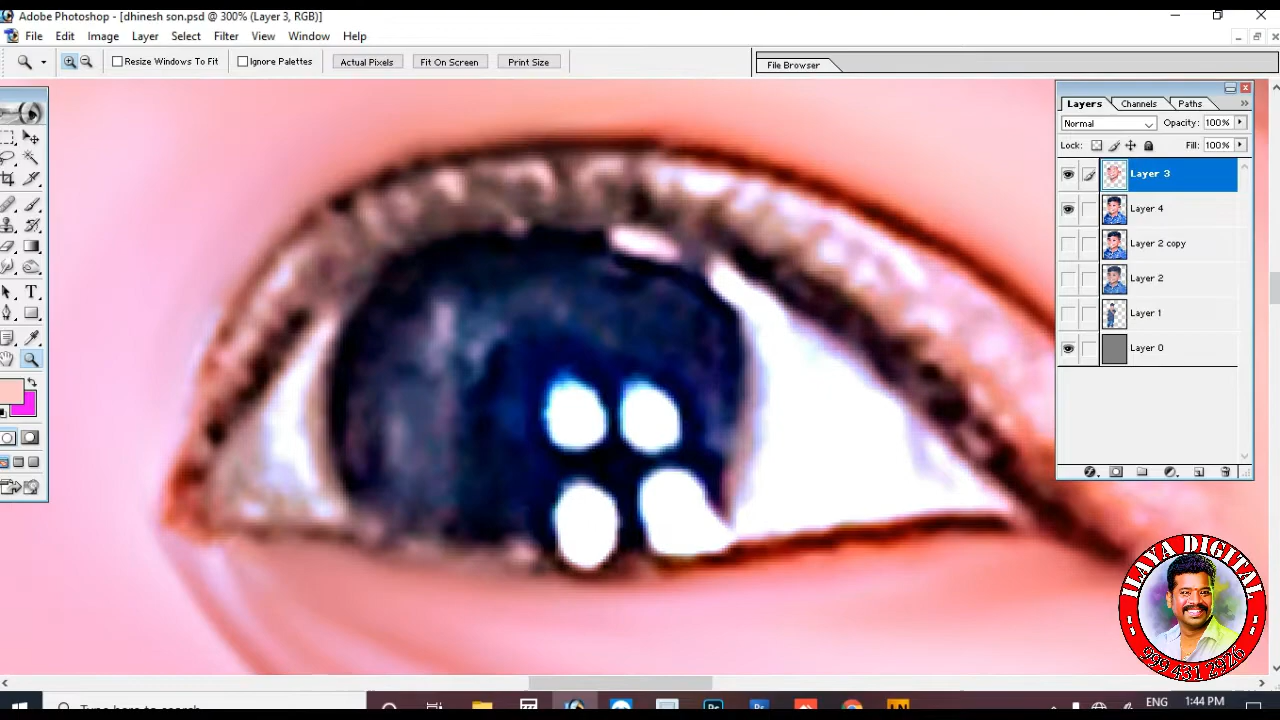 Adobe Photoshop - [dhinesh son.psd @ 300% (Layer 3, RGB)]
File Edit Image Layer Select Filter View Window Help
Resize Windows To Fit Ignore Palettes Actual Pixels Fit On Screen Print Size File Browser
Layers Channels Paths
Normal Opacity: 100%
Lock: Fill: 100%
Layer 3
Layer 4
Layer 2 copy
Layer 2
Layer 1
Layer 0
ILAYA DIGITAL
999 431 2926
ENG 1:44 PM